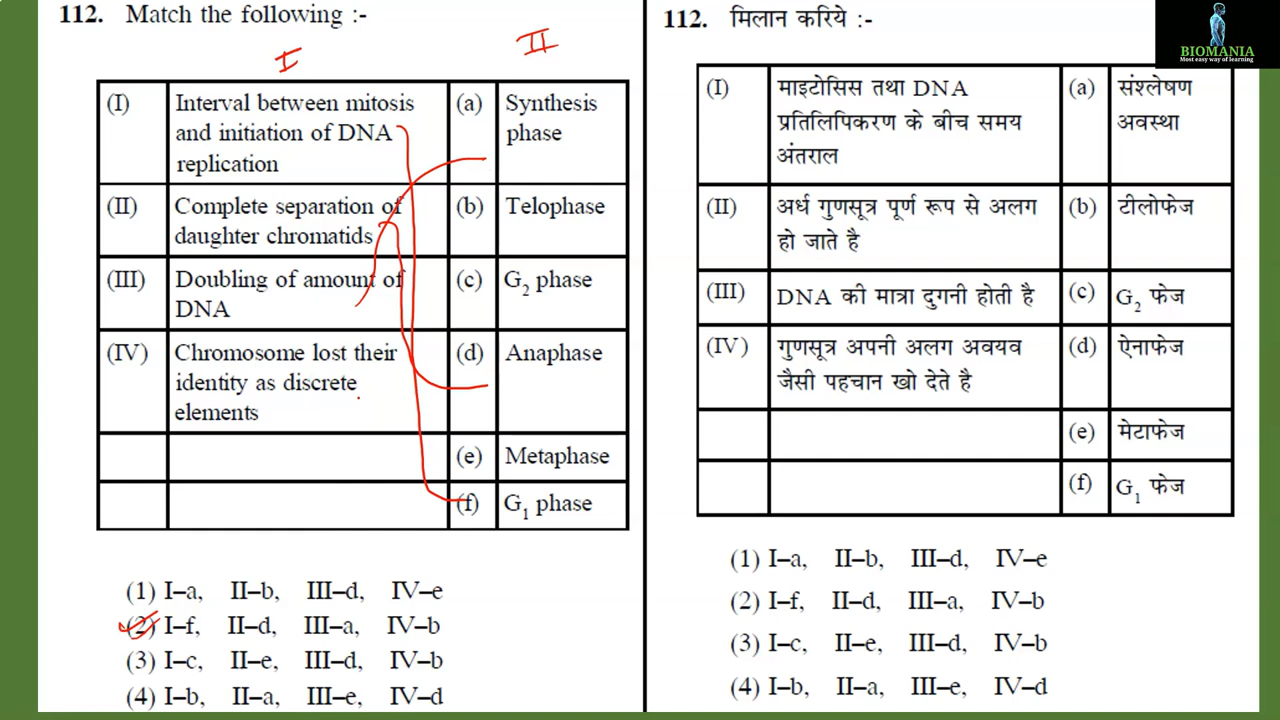 112. Match the following :-
I
II
(I) Interval between mitosis and initiation of DNA replication (a) Synthesis phase
(II) Complete separation of daughter chromatids (b) Telophase
(III) Doubling of amount of DNA (c) G2 phase
(IV) Chromosome lost their identity as discrete elements (d) Anaphase
(e) Metaphase
(f) G1 phase
(1) I–a, II–b, III–d, IV–e
(2) I–f, II–d, III–a, IV–b
(3) I–c, II–e, III–d, IV–b
(4) I–b, II–a, III–e, IV–d
112. मिलान करिये :-
(I) माइटोसिस तथा DNA प्रतिलिपिकरण के बीच समय अंतराल (a) संश्लेषण अवस्था
(II) अर्ध गुणसूत्र पूर्ण रूप से अलग हो जाते है (b) टीलोफेज
(III) DNA की मात्रा दुगनी होती है (c) G2 फेज
(IV) गुणसूत्र अपनी अलग अवयव जैसी पहचान खो देते है (d) ऐनाफेज
(e) मेटाफेज
(f) G1 फेज
(1) I–a, II–b, III–d, IV–e
(2) I–f, II–d, III–a, IV–b
(3) I–c, II–e, III–d, IV–b
(4) I–b, II–a, III–e, IV–d
BIOMANIA
Most easy way of learning